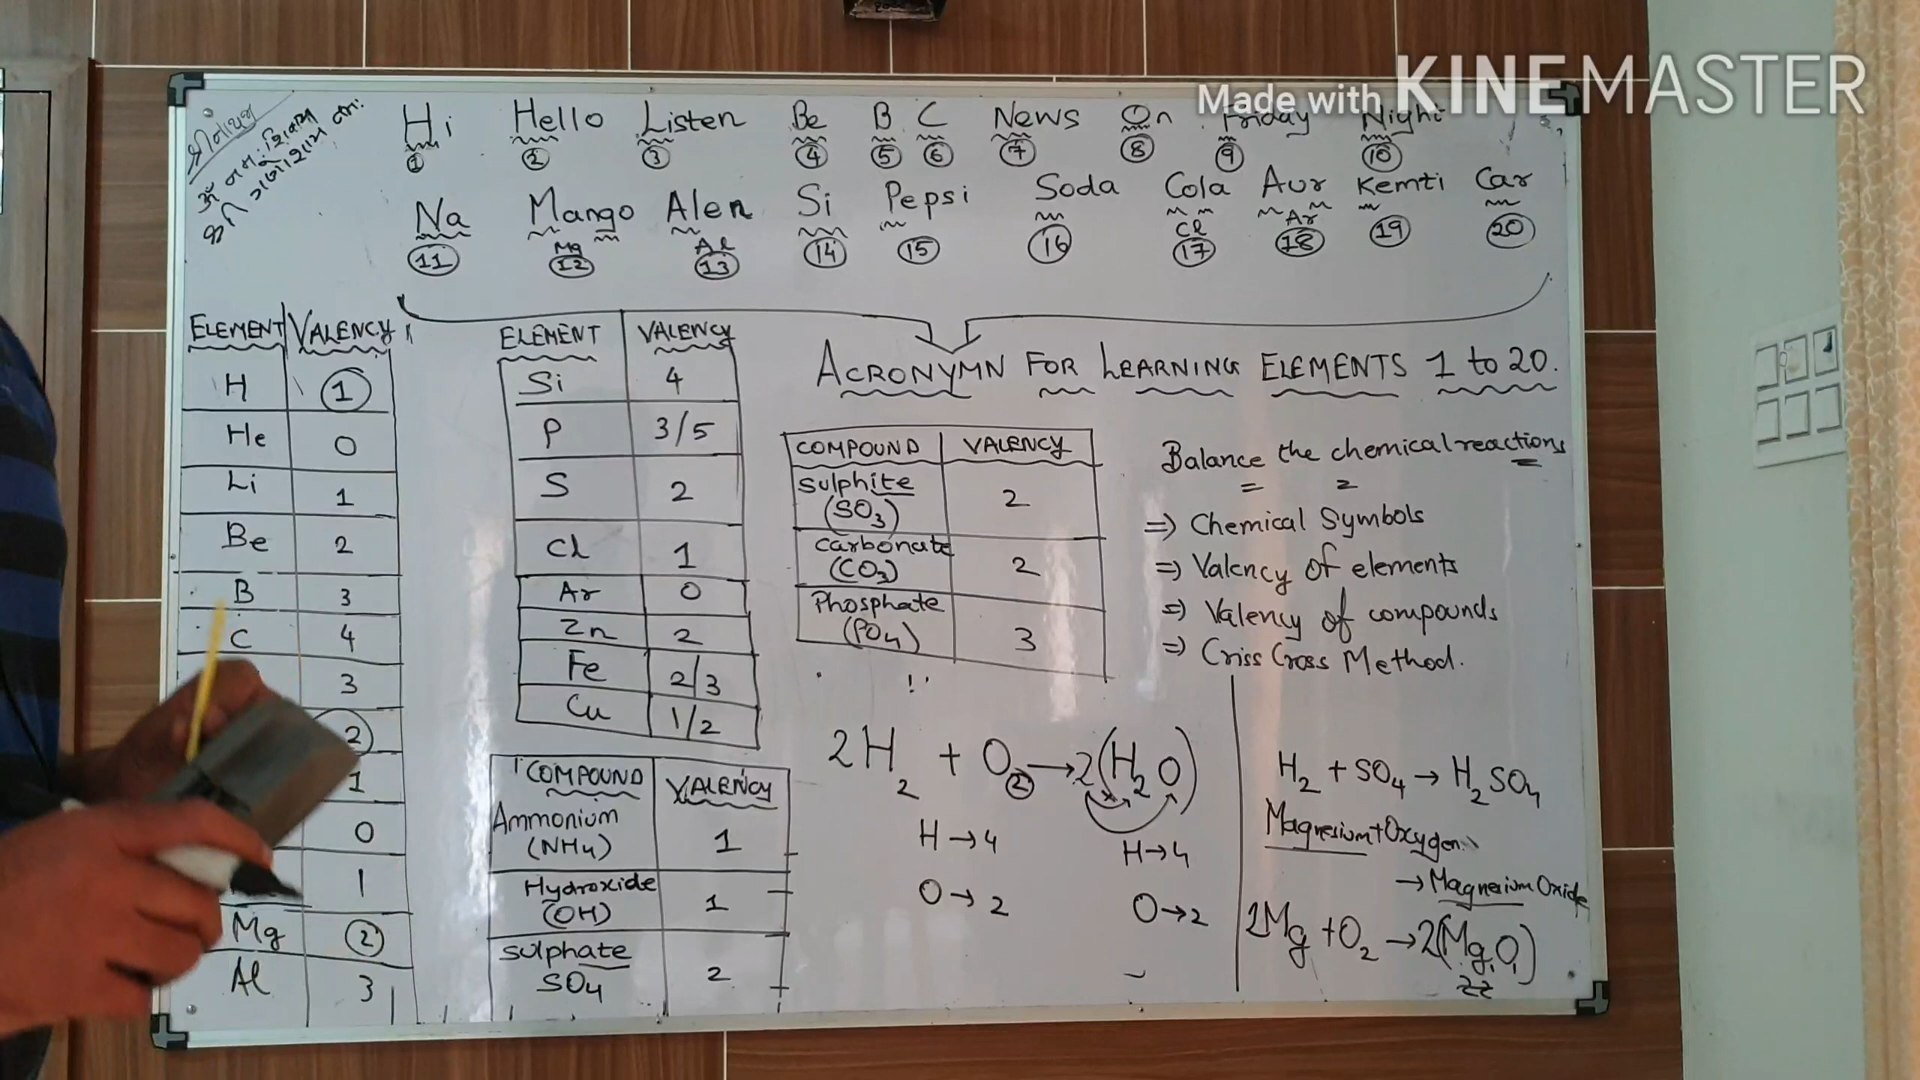 Made with KINEMASTER
શ્રીનાથજી
ૐ નમઃ શિવાય
શ્રી ગણેશાય નમઃ
Hi Hello Listen Be B C News On Friday Night
1 2 3 4 5 6 7 8 9 10
Na Mango Alen Si Pepsi Soda Cola Aur Kemti Car
Mg Al Cl Ar
11 12 13 14 15 16 17 18 19 20
ACRONYMN FOR LEARNING ELEMENTS 1 to 20.
ELEMENT VALENCY
H 1
He 0
Li 1
Be 2
B 3
C 4
3
2
1
0
1
Mg 2
Al 3
ELEMENT VALENCY
Si 4
P 3/5
S 2
Cl 1
Ar 0
Zn 2
Fe 2/3
Cu 1/2
COMPOUND VALENCY
Ammonium
(NH4) 1
Hydroxide
(OH) 1
Sulphate
SO4 2
COMPOUND VALENCY
Sulphite
(SO3) 2
Carbonate
(CO3) 2
Phosphate
(PO4) 3
Balance the chemical reactions
=> Chemical Symbols
=> Valency of elements
=> Valency of compounds
=> Criss Cross Method.
2H2 + O2 → 2(H2O)
H → 4 H → 4
O → 2 O → 2
H2 + SO4 → H2SO4
Magnesium + Oxygen
→ Magnesium Oxide
2Mg + O2 → 2(Mg1O1)
22